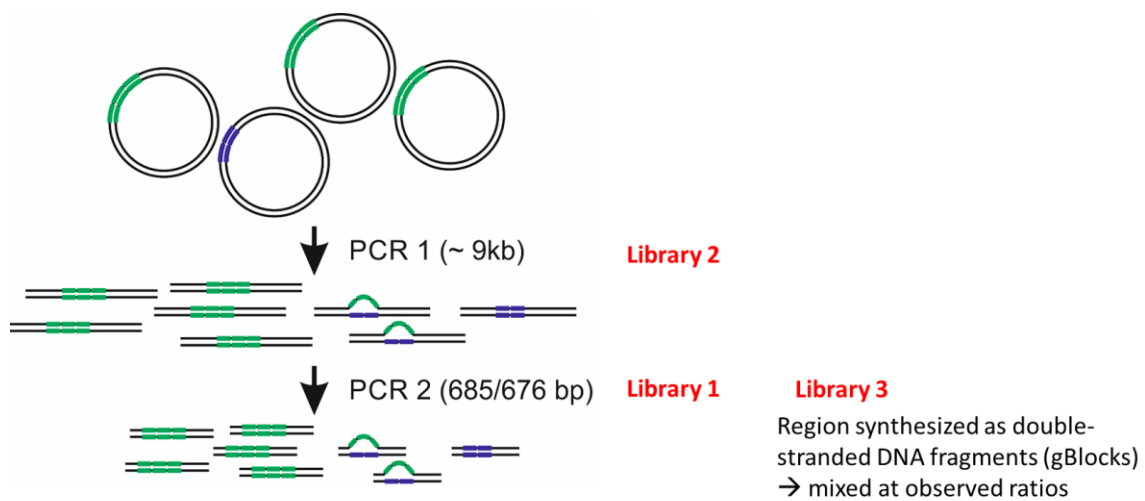 PCR 1 (~ 9kb)
Library 2
PCR 2 (685/676 bp)
Library 1
Library 3
Region synthesized as double-
stranded DNA fragments (gBlocks)
→ mixed at observed ratios